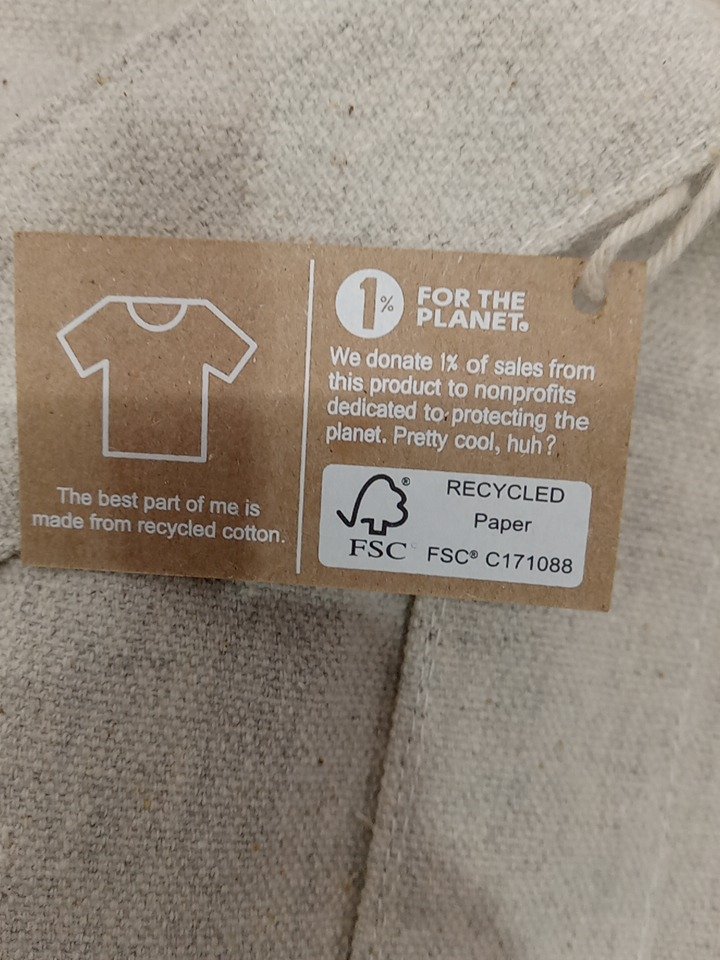 The best part of me is
made from recycled cotton.
1% FOR THE
PLANET®
We donate 1% of sales from
this product to nonprofits
dedicated to protecting the
planet. Pretty cool, huh?
®
FSC
RECYCLED
Paper
FSC® C171088